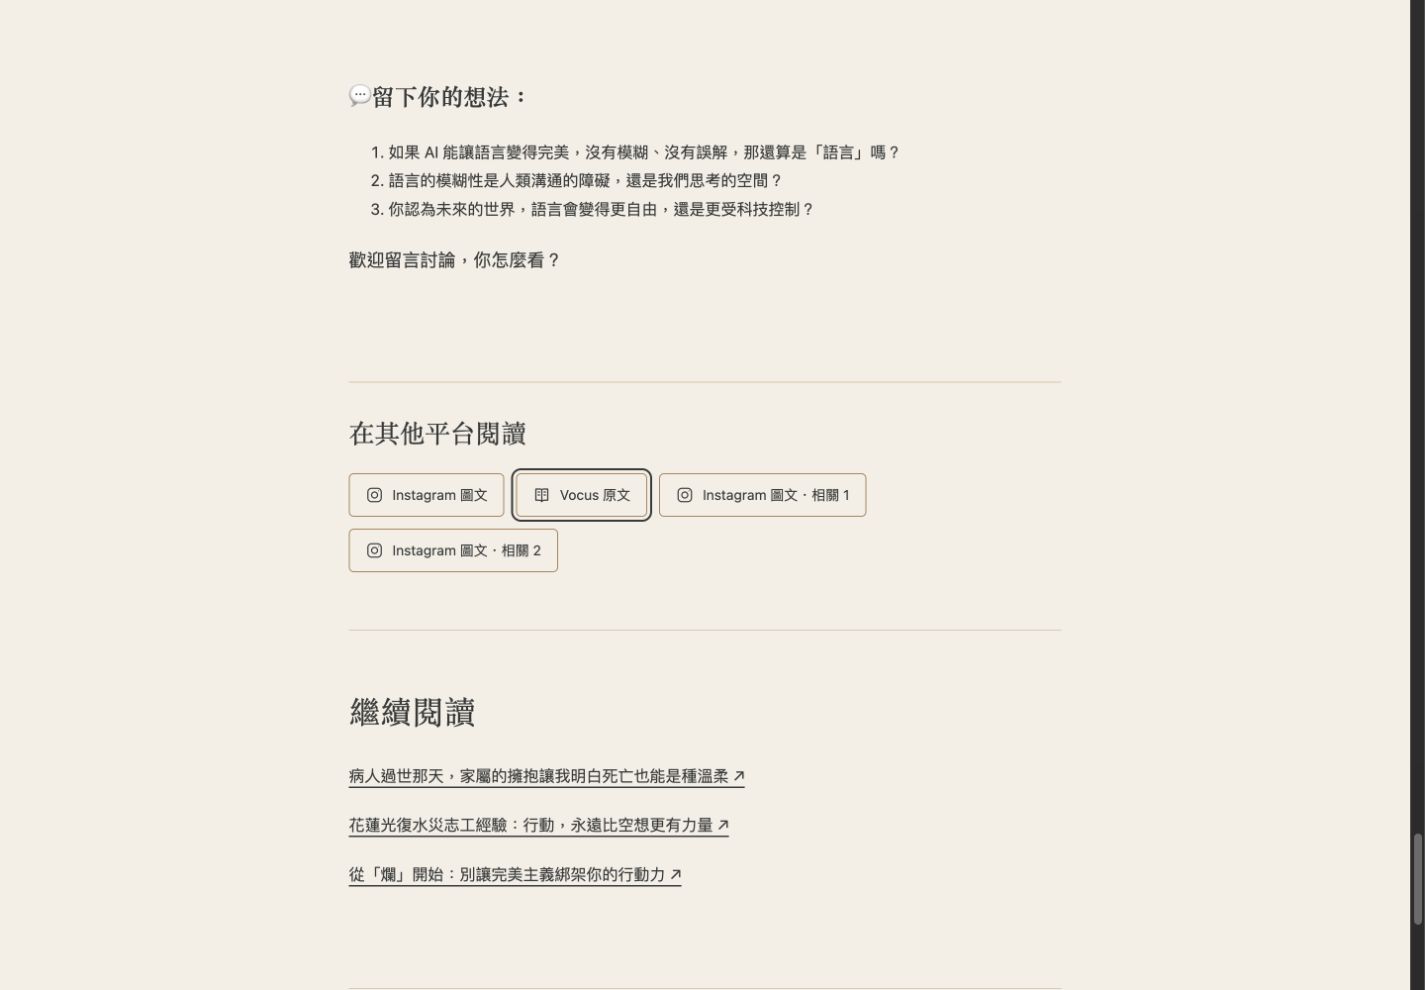 💬留下你的想法：
1. 如果 AI 能讓語言變得完美，沒有模糊、沒有誤解，那還算是「語言」嗎？
2. 語言的模糊性是人類溝通的障礙，還是我們思考的空間？
3. 你認為未來的世界，語言會變得更自由，還是更受科技控制？
歡迎留言討論，你怎麼看？
在其他平台閱讀
Instagram 圖文 Vocus 原文 Instagram 圖文 · 相關 1
Instagram 圖文 · 相關 2
繼續閱讀
病人過世那天，家屬的擁抱讓我明白死亡也能是種溫柔 ↗
花蓮光復水災志工經驗：行動，永遠比空想更有力量 ↗
從「爛」開始：別讓完美主義綁架你的行動力 ↗